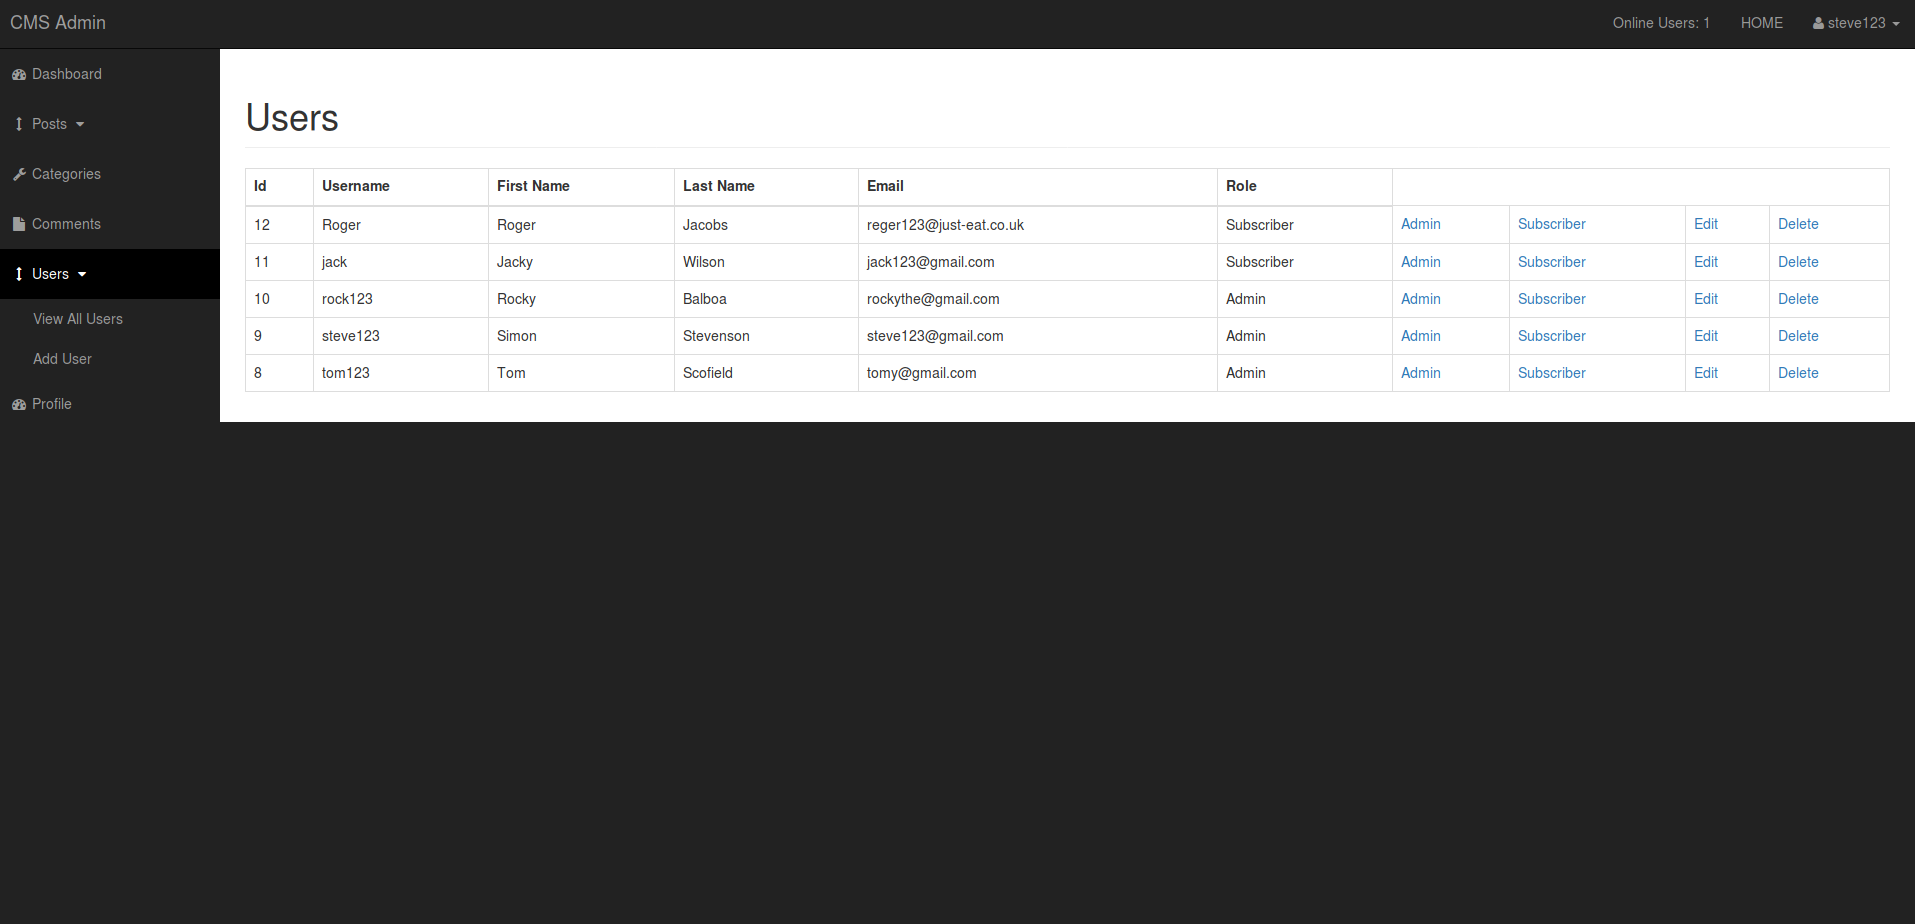 CMS Admin
Online Users: 1 HOME steve123
Dashboard
Posts
Categories
Comments
Users
View All Users
Add User
Profile
Users
Id Username First Name Last Name Email Role
12 Roger Roger Jacobs reger123@just-eat.co.uk Subscriber Admin Subscriber Edit Delete
11 jack Jacky Wilson jack123@gmail.com Subscriber Admin Subscriber Edit Delete
10 rock123 Rocky Balboa rockythe@gmail.com Admin Admin Subscriber Edit Delete
9 steve123 Simon Stevenson steve123@gmail.com Admin Admin Subscriber Edit Delete
8 tom123 Tom Scofield tomy@gmail.com Admin Admin Subscriber Edit Delete